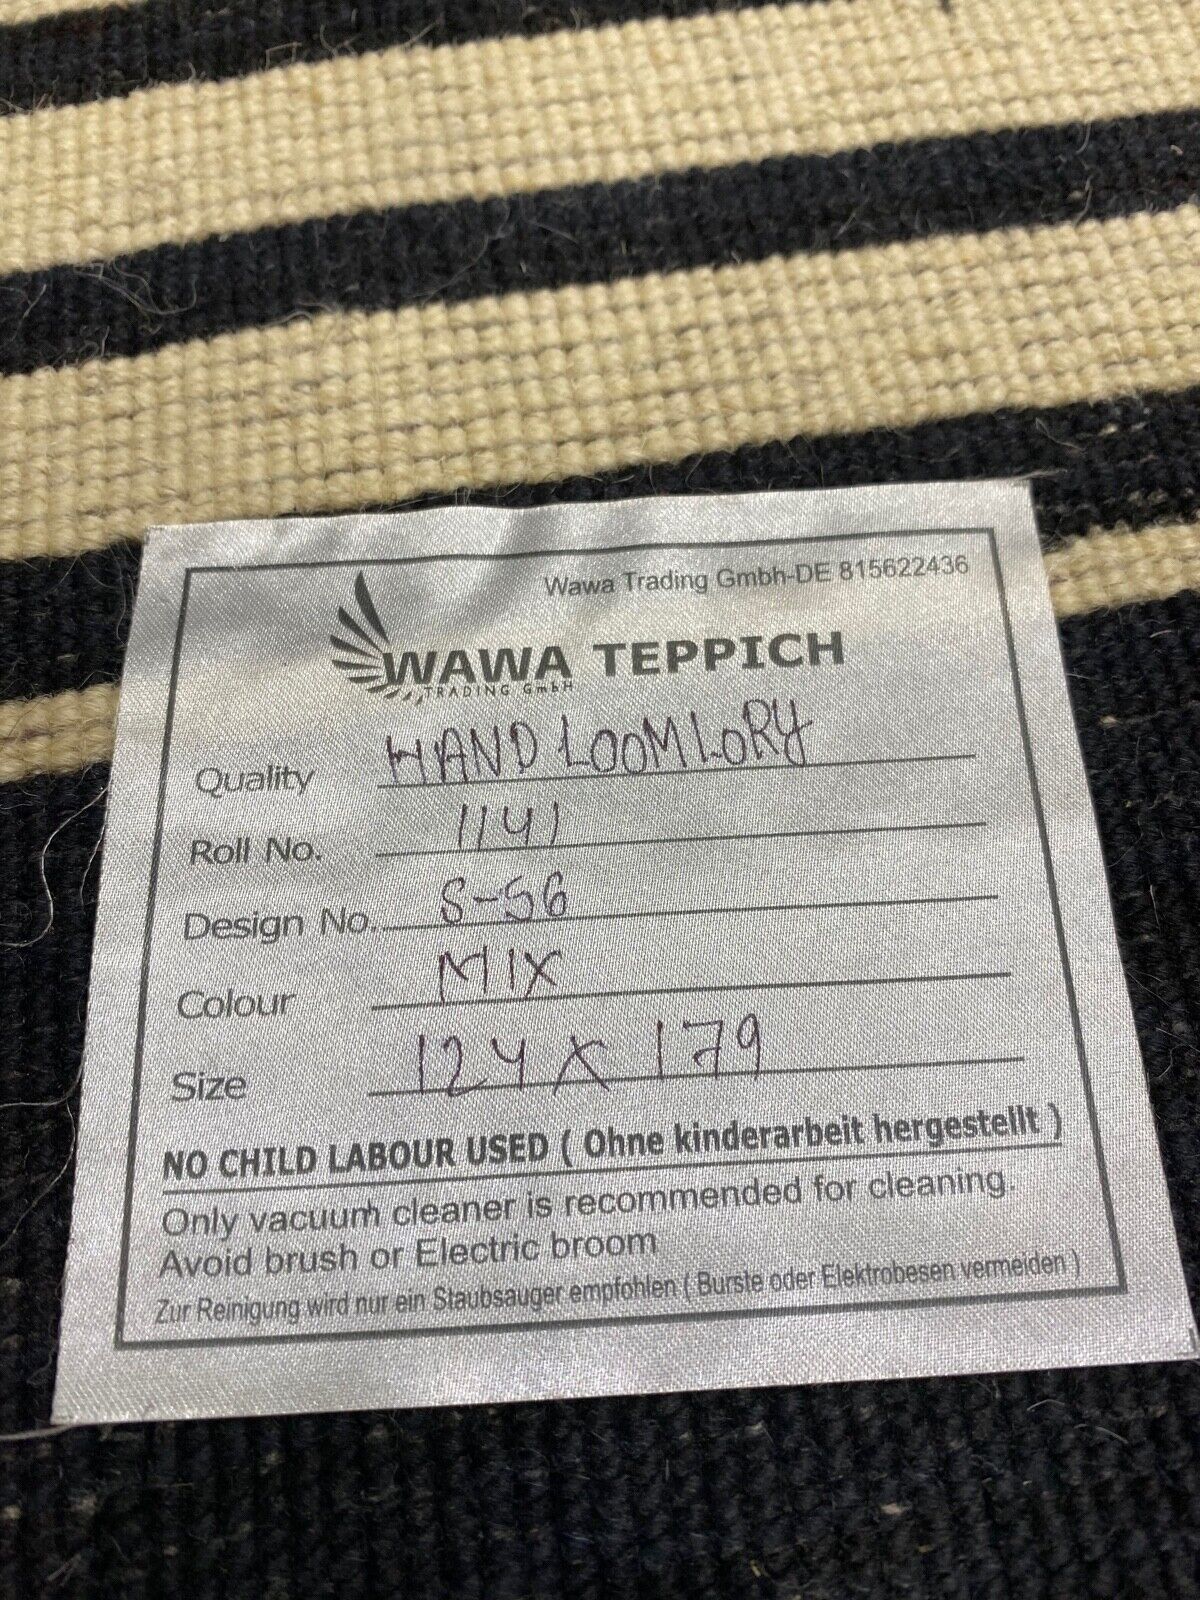 Wawa Trading Gmbh-DE 815622436
WAWA TEPPICH
TRADING GmbH
Quality HAND LOOM LORY
Roll No. 1141
Design No. S-56
Colour MIX
Size 124 X 179
NO CHILD LABOUR USED ( Ohne kinderarbeit hergestellt )
Only vacuum cleaner is recommended for cleaning.
Avoid brush or Electric broom
Zur Reinigung wird nur ein Staubsauger empfohlen ( Burste oder Elektrobesen vermeiden )